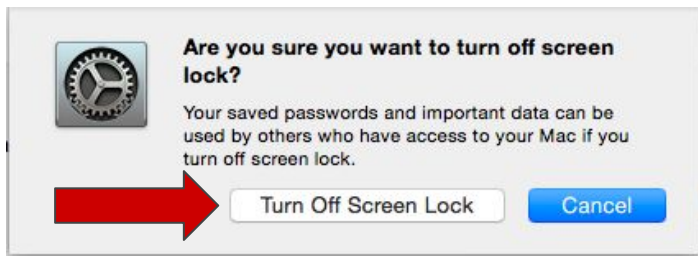 Are you sure you want to turn off screen
lock?
Your saved passwords and important data can be
used by others who have access to your Mac if you
turn off screen lock.
Turn Off Screen Lock
Cancel